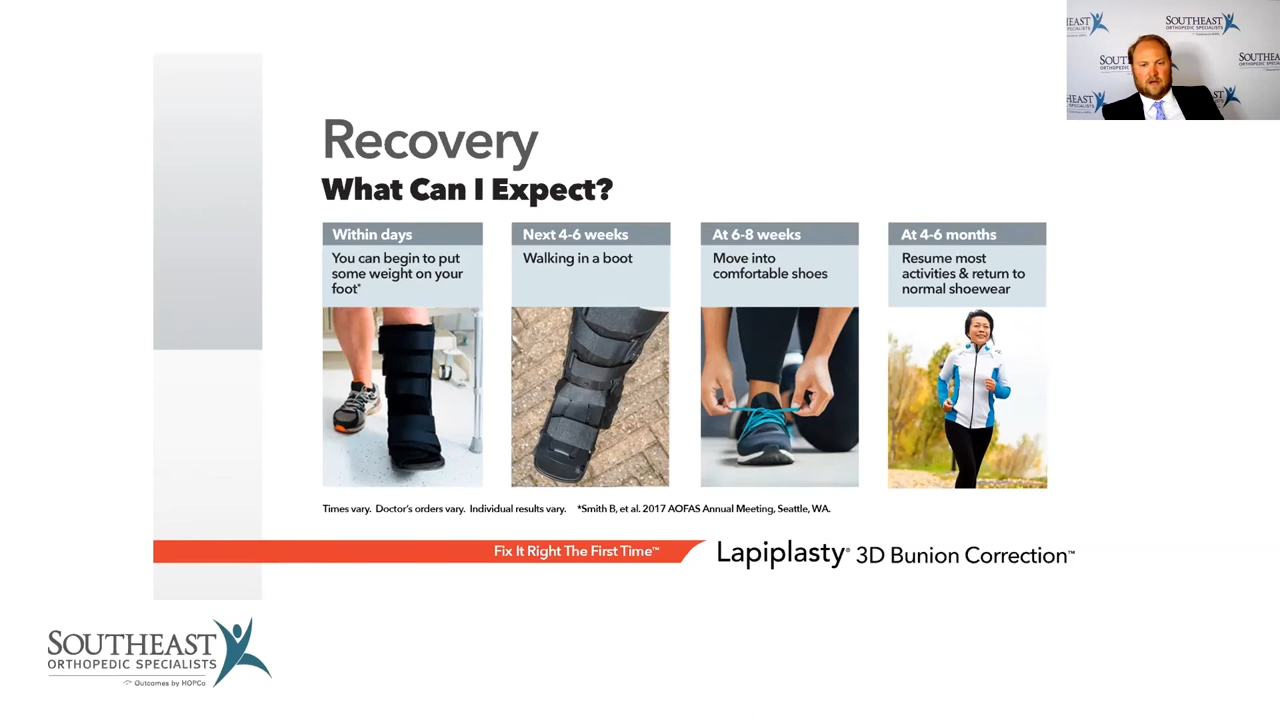 Recovery
What Can I Expect?
Within days
You can begin to put
some weight on your
foot*
Next 4-6 weeks
Walking in a boot
At 6-8 weeks
Move into
comfortable shoes
At 4-6 months
Resume most
activities & return to
normal shoewear
Times vary. Doctor's orders vary. Individual results vary. *Smith B, et al. 2017 AOFAS Annual Meeting, Seattle, WA.
Fix It Right The First Time™
Lapiplasty® 3D Bunion Correction™
SOUTHEAST
ORTHOPEDIC SPECIALISTS
Outcomes by HOPCo
SOUTHEAST
ORTHOPEDIC SPECIALISTS